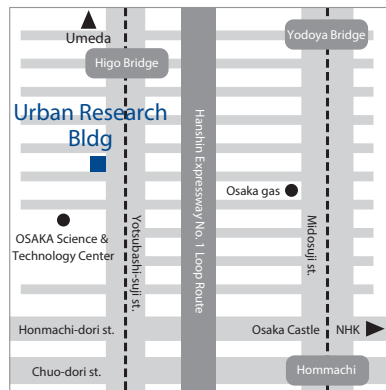 Umeda
Yodoya Bridge
Higo Bridge
Urban Research
Bldg
Hanshin Expressway No. 1 Loop Route
Osaka gas
Yotsubashi-suji st.
Midosuji st.
OSAKA Science &
Technology Center
Honmachi-dori st.
Osaka Castle
NHK
Chuo-dori st.
Hommachi